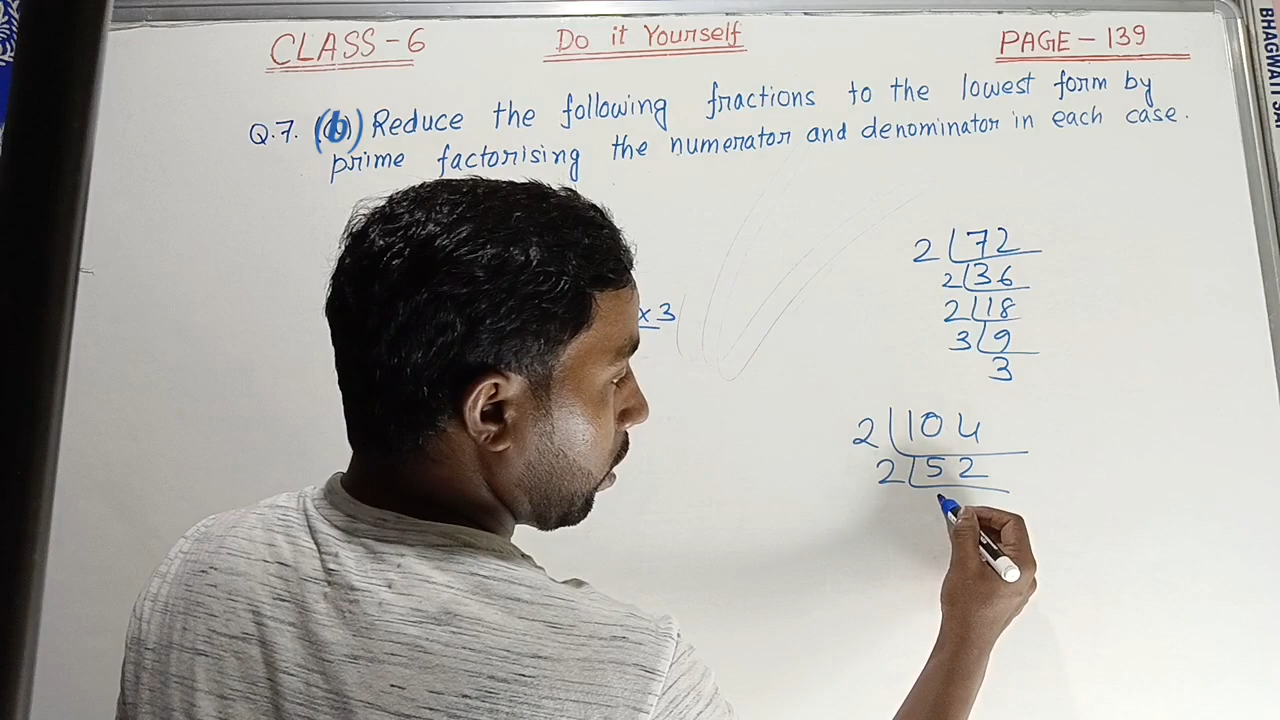 CLASS-6 Do it Yourself PAGE-139
Q.7. (b) Reduce the following fractions to the lowest form by
prime factorising the numerator and denominator in each case.
2 72
2 36
x 3 2 18
3 9
3
2 104
2 52
BHAGWATI